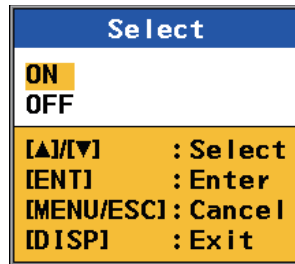 Select
ON
OFF
[▲]/[▼] :Select
[ENT] :Enter
[MENU/ESC]:Cancel
[DISP] :Exit